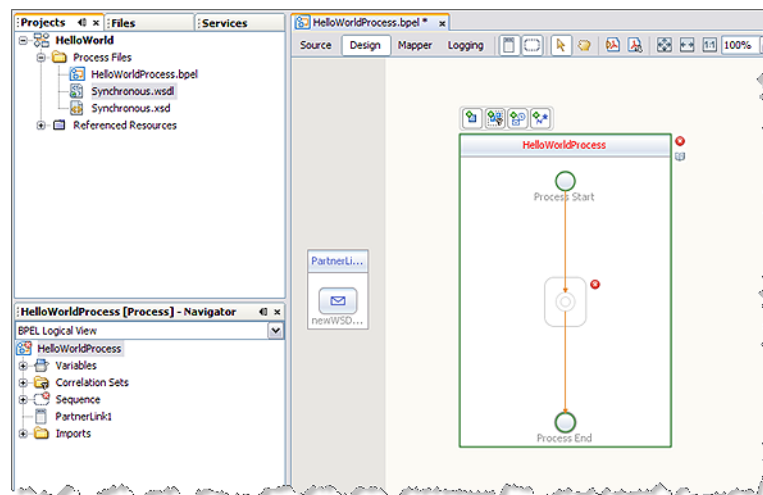 Projects
Files
Services
HelloWorld
Process Files
HelloWorldProcess.bpel
Synchronous.wsdl
Synchronous.xsd
Referenced Resources
HelloWorldProcess [Process] - Navigator
BPEL Logical View
HelloWorldProcess
Variables
Correlation Sets
Sequence
PartnerLink1
Imports
HelloWorldProcess.bpel *
Source Design Mapper Logging 1:1 100%
HelloWorldProcess
Process Start
PartnerLi...
newWSD...
Process End